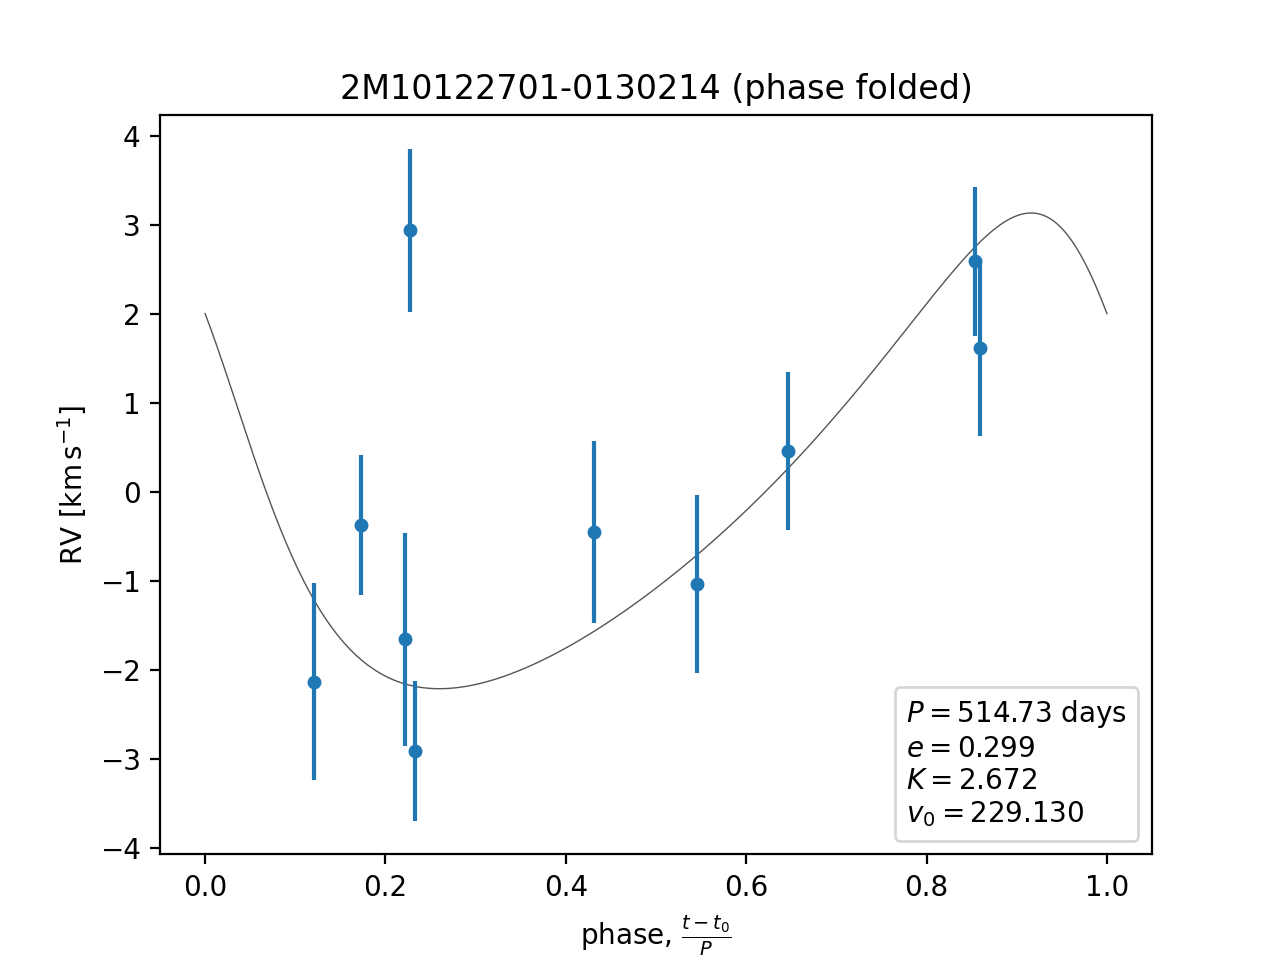 2M10122701-0130214 (phase folded)
RV [km s⁻¹]
4
3
2
1
0
−1
−2
−3
−4
P = 514.73 days
e = 0.299
K = 2.672
v₀ = 229.130
0.0 0.2 0.4 0.6 0.8 1.0
phase, (t − t₀)/P